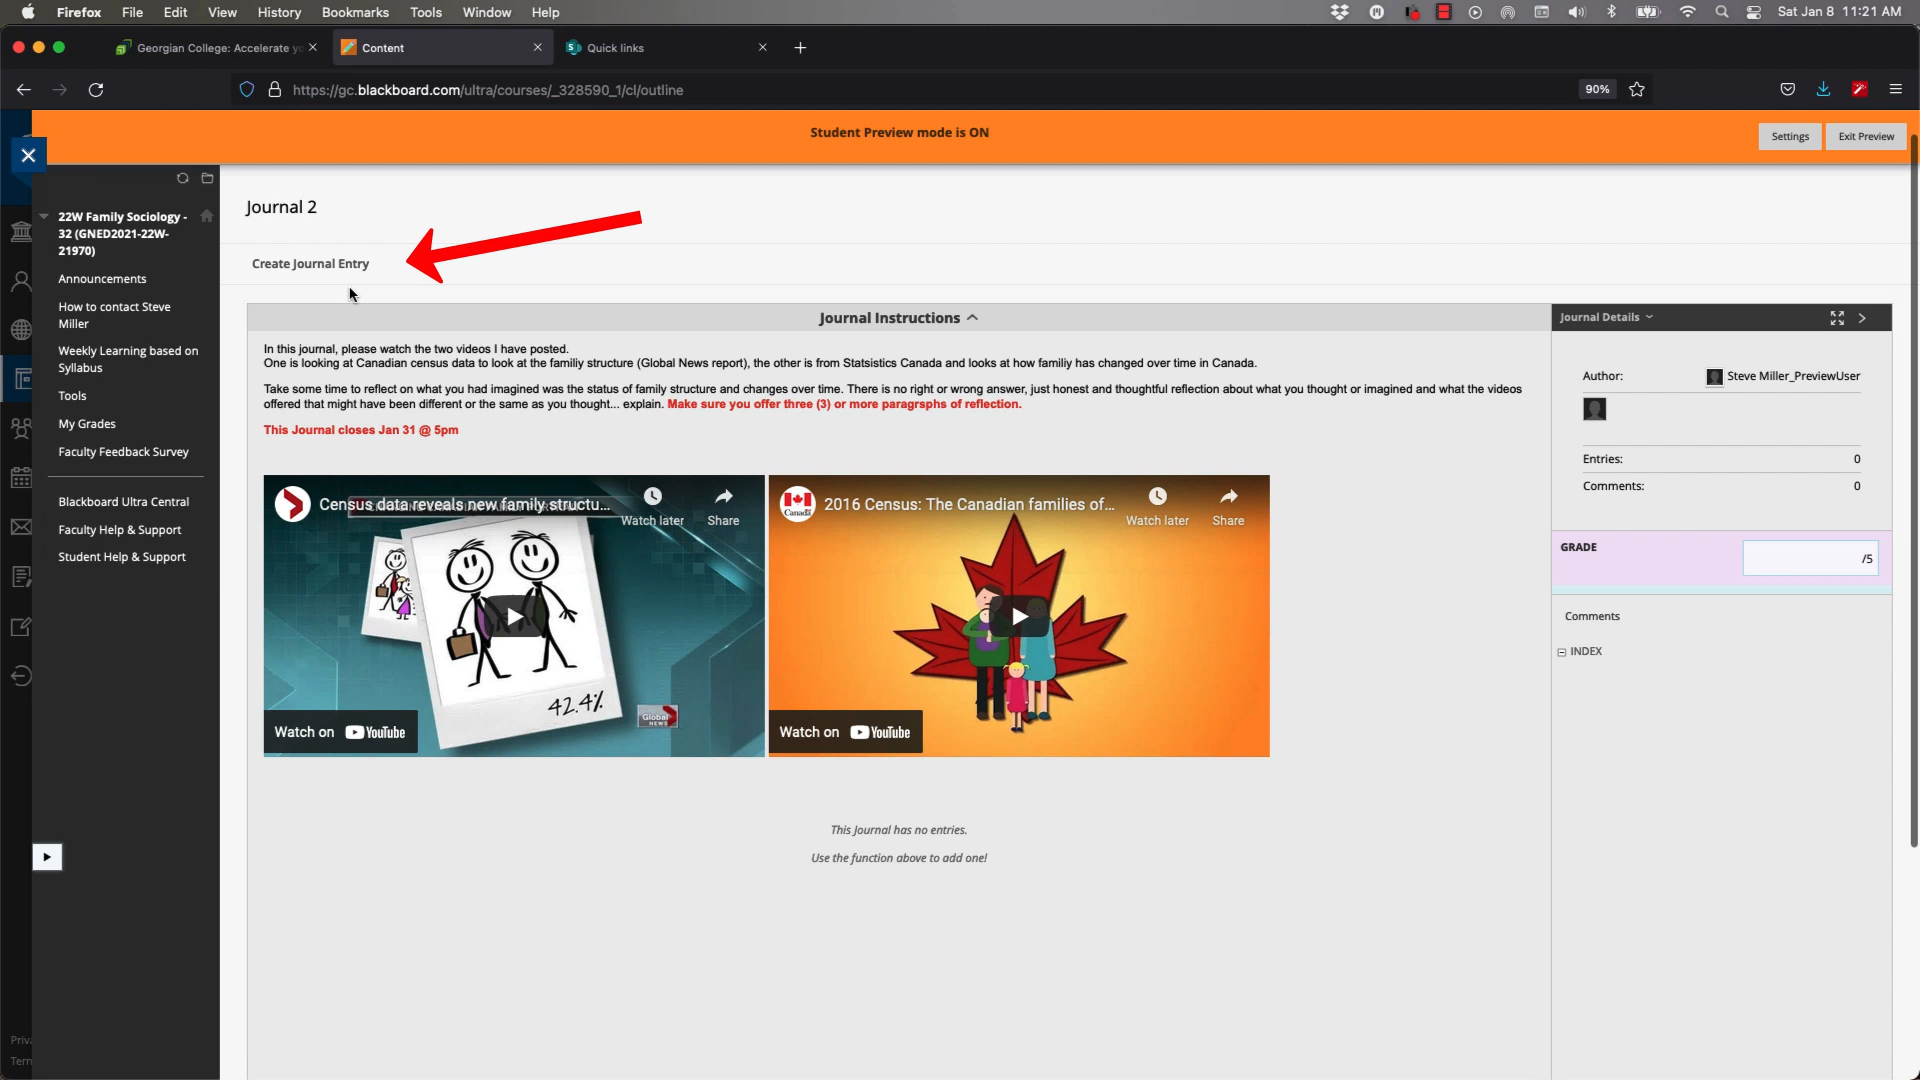 Firefox File Edit View History Bookmarks Tools Window Help
Sat Jan 8 11:21 AM
Georgian College: Accelerate yo
Content
Quick links
https://gc.blackboard.com/ultra/courses/_328590_1/cl/outline
90%
Student Preview mode is ON
Settings
Exit Preview
22W Family Sociology -
32 (GNED2021-22W-
21970)
Announcements
How to contact Steve
Miller
Weekly Learning based on
Syllabus
Tools
My Grades
Faculty Feedback Survey
Blackboard Ultra Central
Faculty Help & Support
Student Help & Support
Priva
Term
Journal 2
Create Journal Entry
Journal Instructions
In this journal, please watch the two videos I have posted.
One is looking at Canadian census data to look at the familiy structure (Global News report), the other is from Statsistics Canada and looks at how familiy has changed over time in Canada.
Take some time to reflect on what you had imagined was the status of family structure and changes over time. There is no right or wrong answer, just honest and thoughtful reflection about what you thought or imagined and what the videos
offered that might have been different or the same as you thought... explain. Make sure you offer three (3) or more paragrsphs of reflection.
This Journal closes Jan 31 @ 5pm
Census data reveals new family structu...
Watch later
Share
42.4%
Global
NEWS
Watch on YouTube
Canada
2016 Census: The Canadian families of...
Watch later
Share
Watch on YouTube
This Journal has no entries.
Use the function above to add one!
Journal Details
Author:
Steve Miller_PreviewUser
Entries:
0
Comments:
0
GRADE
/5
Comments
INDEX